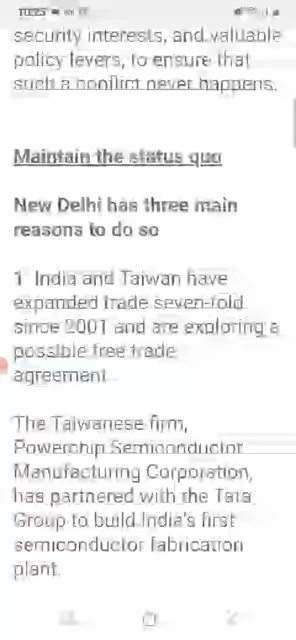 security interests, and valuable
policy levers, to ensure that
such a conflict never happens.
Maintain the status quo
New Delhi has three main
reasons to do so
1 India and Taiwan have
expanded trade seven-fold
since 2001 and are exploring a
possible free trade
agreement.
The Taiwanese firm,
Powerchip Semiconductor
Manufacturing Corporation,
has partnered with the Tata
Group to build India's first
semiconductor fabrication
plant.